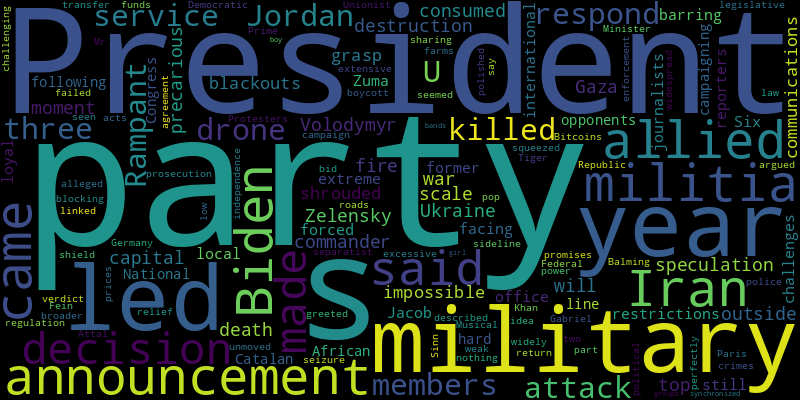 transfer funds Democratic Unionist legislative
challenging President service Jordan consumed respond barring
Mr Prime destruction sharing Minister
following blackouts grasp farms U international Gaza
failed Rampant congress precarious Zuma extensive polished campaigning enforcement communications
moment agreement boy boycott say journalists reporters widespread law
seen acts seemed
three drone Volodymyr killed opponents Six allied
Protesters campaign bands squeezed Bitcoins
loyal party independence fire former Tiger Republic argued
alleged prosecution extreme war bid pop militia
blocking shrouded scale
linked low Zelensky Ukraine roads year
came Biden forced facing sideline
Germany commander separatist excessive girl promises Balming
shield capital local s said Federal speculation challenges
led National made power police
verdict prices impossible office will Iran
Fein relief greeted Jacob described Khan line restrictions outside
broader death Musical idea Gabriel
regulation Attal Catalan African hard widely two military
decision unmoved seizure weak Sinn return part political perfectly Paris
nothing crimes
announcement members attack top still
synchronized